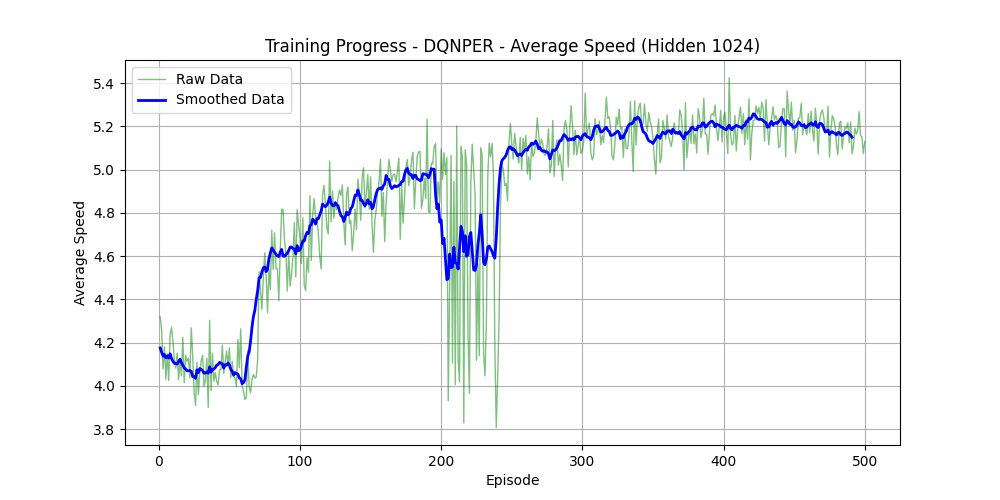 Training Progress - DQNPER - Average Speed (Hidden 1024)
Raw Data
Smoothed Data
Average Speed
5.4
5.2
5.0
4.8
4.6
4.4
4.2
4.0
3.8
0 100 200 300 400 500
Episode